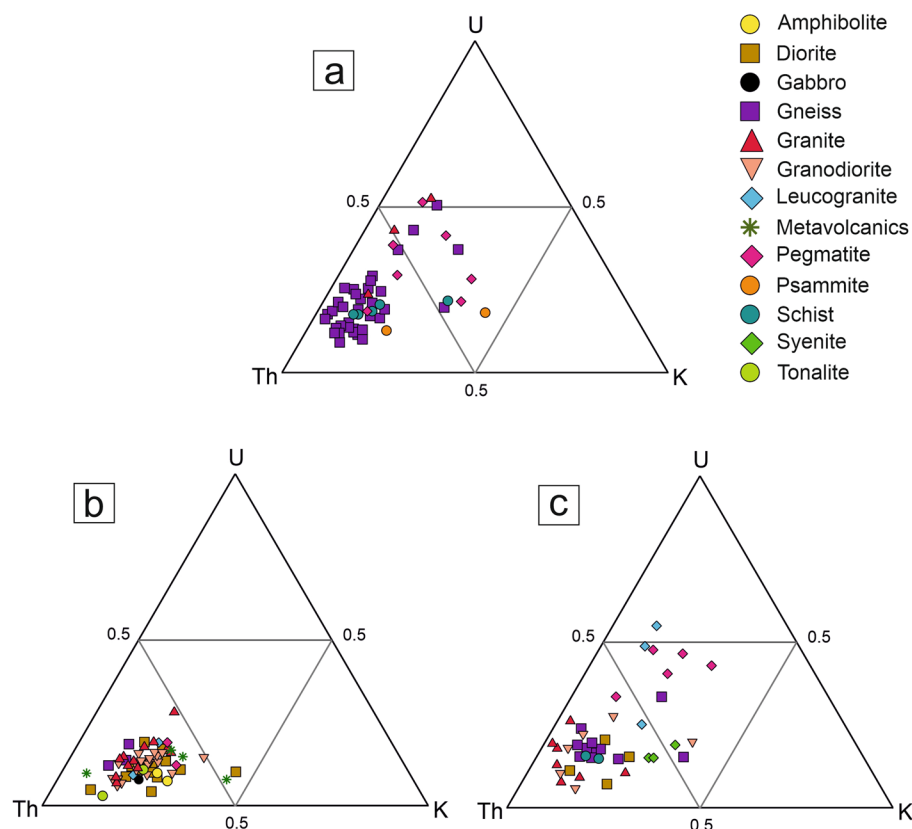 U
a
0.5
0.5
Th
K
0.5
Amphibolite
Diorite
Gabbro
Gneiss
Granite
Granodiorite
Leucogranite
Metavolcanics
Pegmatite
Psammite
Schist
Syenite
Tonalite
U
b
0.5
0.5
Th
K
0.5
U
c
0.5
0.5
Th
K
0.5